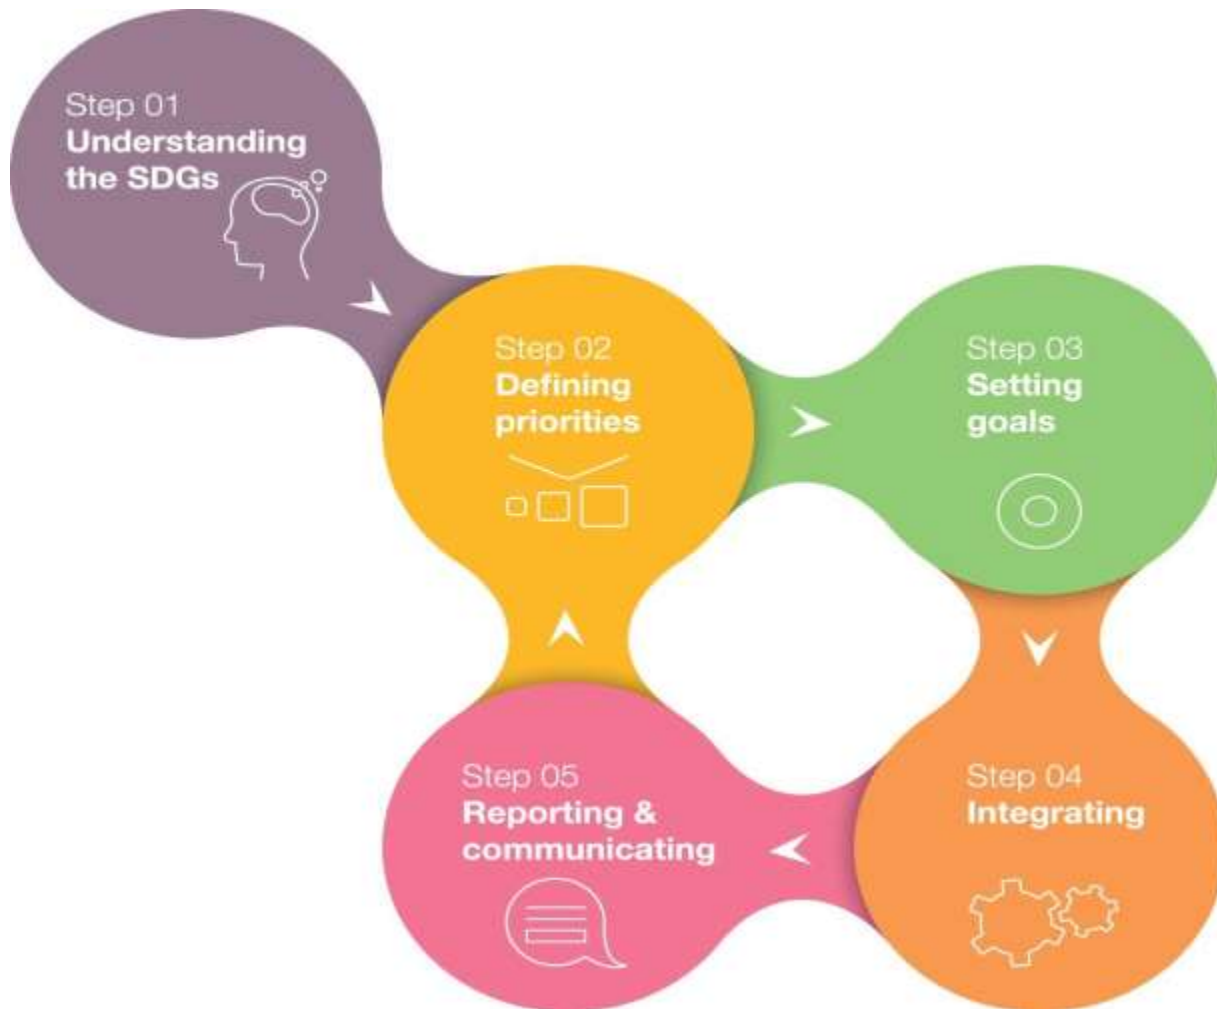 Step 01
Understanding
the SDGs
Step 02
Defining
priorities
Step 03
Setting
goals
Step 04
Integrating
Step 05
Reporting &
communicating